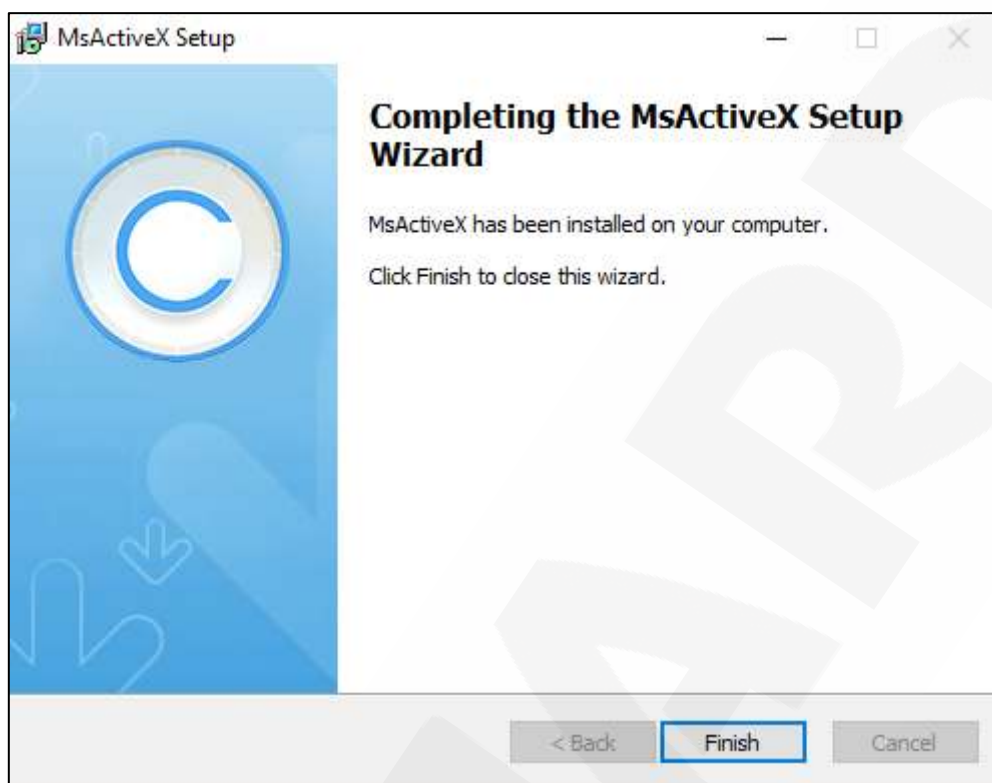 MsActiveX Setup
Completing the MsActiveX Setup
Wizard
MsActiveX has been installed on your computer.
Click Finish to close this wizard.
< Back Finish Cancel